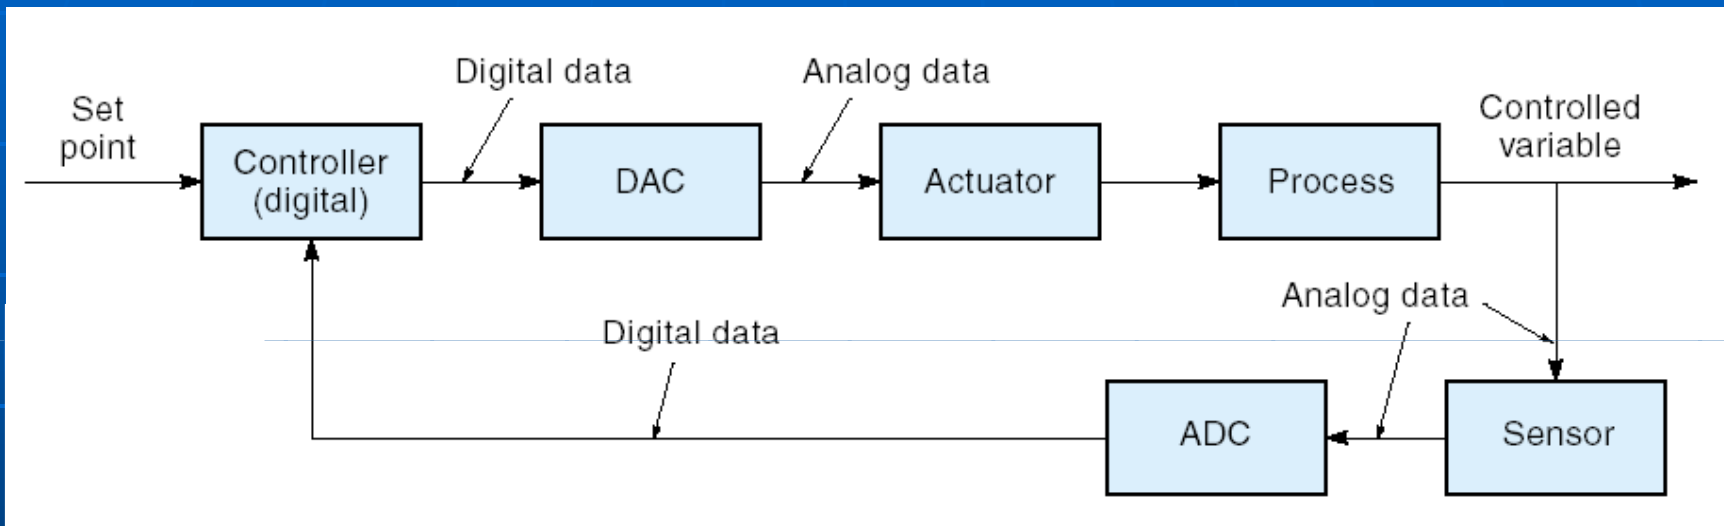 Digital data
Analog data
Set
point
Controlled
variable
Controller
(digital)
DAC
Actuator
Process
Analog data
Digital data
ADC
Sensor